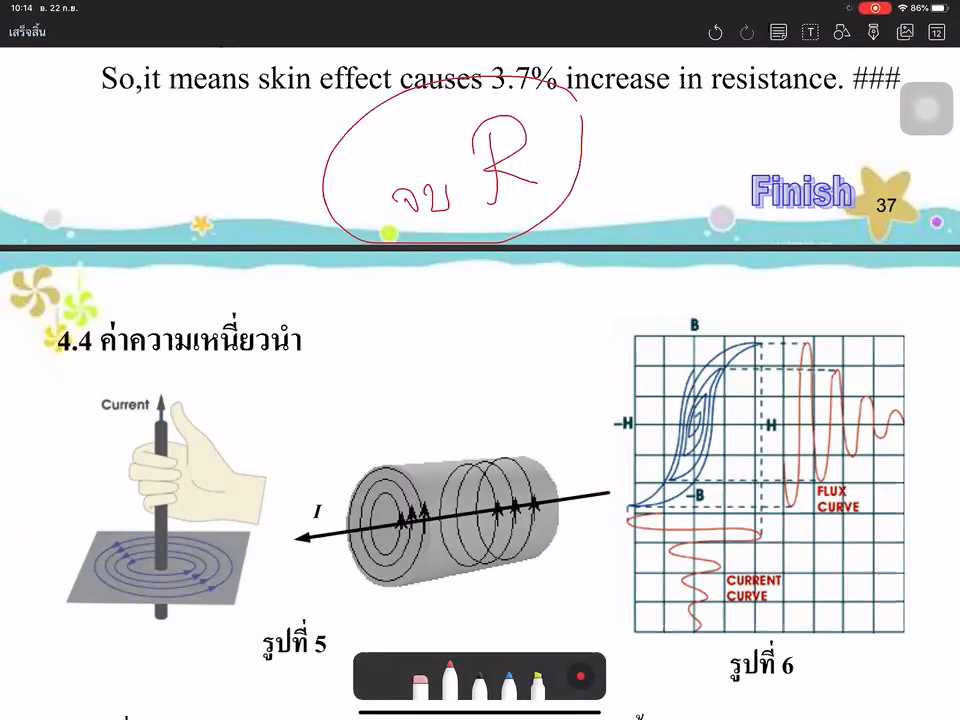 10:14 อ. 22 ก.ย.
86%
เสร็จสิ้น
12
So,it means skin effect causes 3.7% increase in resistance. ###
จบ R
Finish
37
4.4 ค่าความเหนี่ยวนำ
Current
I
รูปที่ 5
B
-H
H
-B
FLUX
CURVE
CURRENT
CURVE
รูปที่ 6